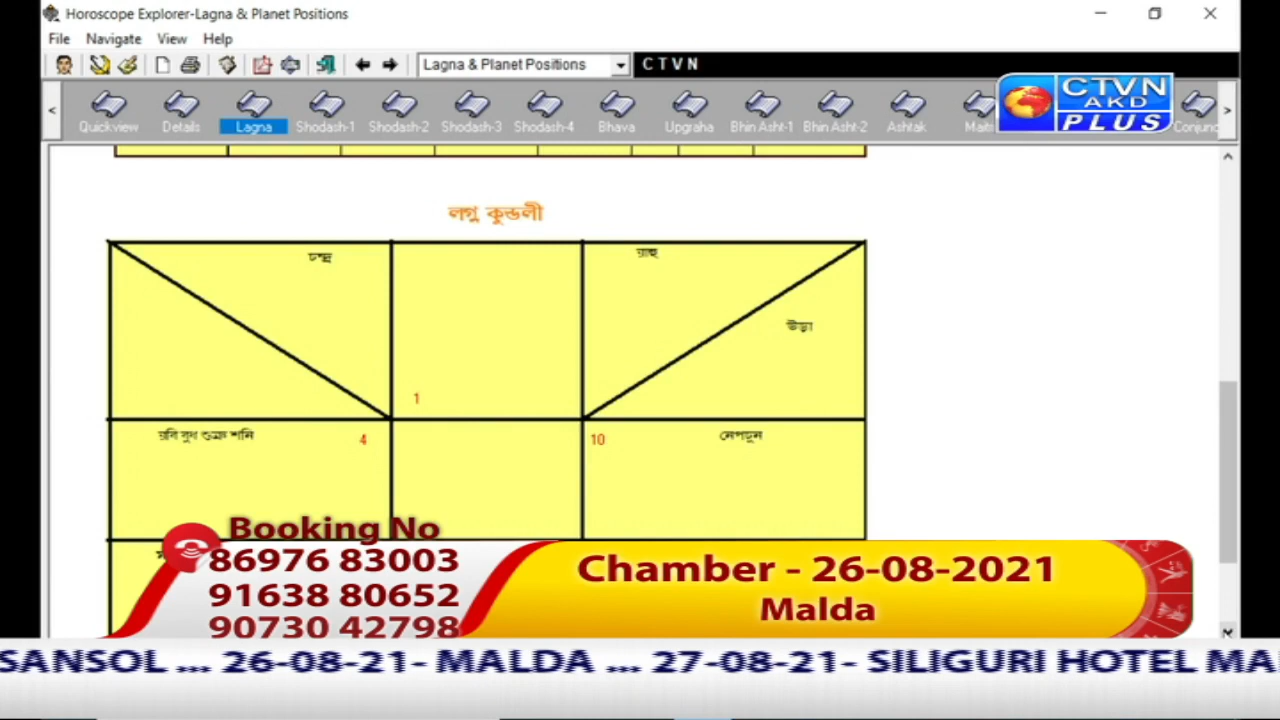 Horoscope Explorer-Lagna & Planet Positions
File Navigate View Help
Lagna & Planet Positions
C T V N
Quickview Details Lagna Shodash-1 Shodash-2 Shodash-3 Shodash-4 Bhava Upgraha Bhin Asht-1 Bhin Asht-2 Ashtak
CTVN
AKD
PLUS
লগ্ন কুন্ডলী
চন্দ্র
রাহু
1
রবি বুধ শুক্র শনি 4
10 নেপচুন
Booking No
86976 83003
91638 80652
90730 42798
Chamber - 26-08-2021
Malda
SANSOL ... 26-08-21- MALDA ... 27-08-21- SILIGURI HOTEL